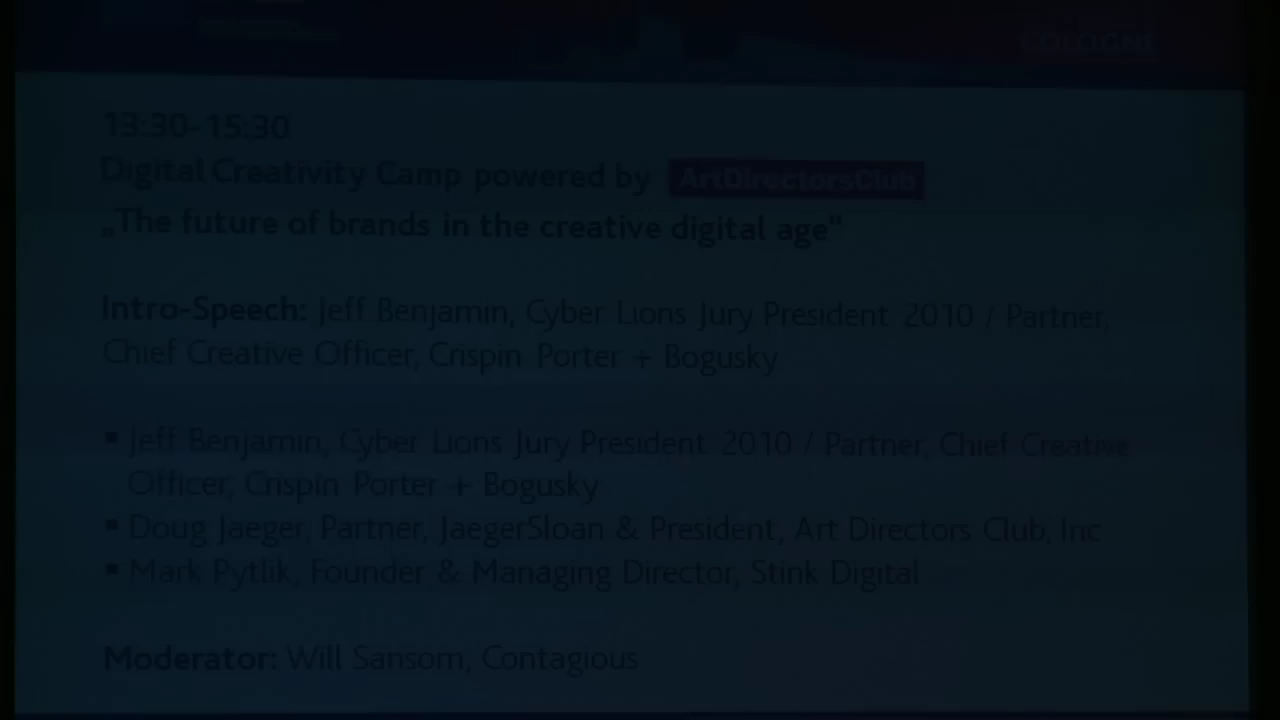 COLOGNE
13:30-15:30
Digital Creativity Camp powered by ArtDirectorsClub
„The future of brands in the creative digital age"
Intro-Speech: Jeff Benjamin, Cyber Lions Jury President 2010 / Partner,
Chief Creative Officer, Crispin Porter + Bogusky
▪ Jeff Benjamin, Cyber Lions Jury President 2010 / Partner, Chief Creative
Officer, Crispin Porter + Bogusky
▪ Doug Jaeger, Partner, JaegerSloan & President, Art Directors Club, Inc
▪ Mark Pytlik, Founder & Managing Director, Stink Digital
Moderator: Will Sansom, Contagious